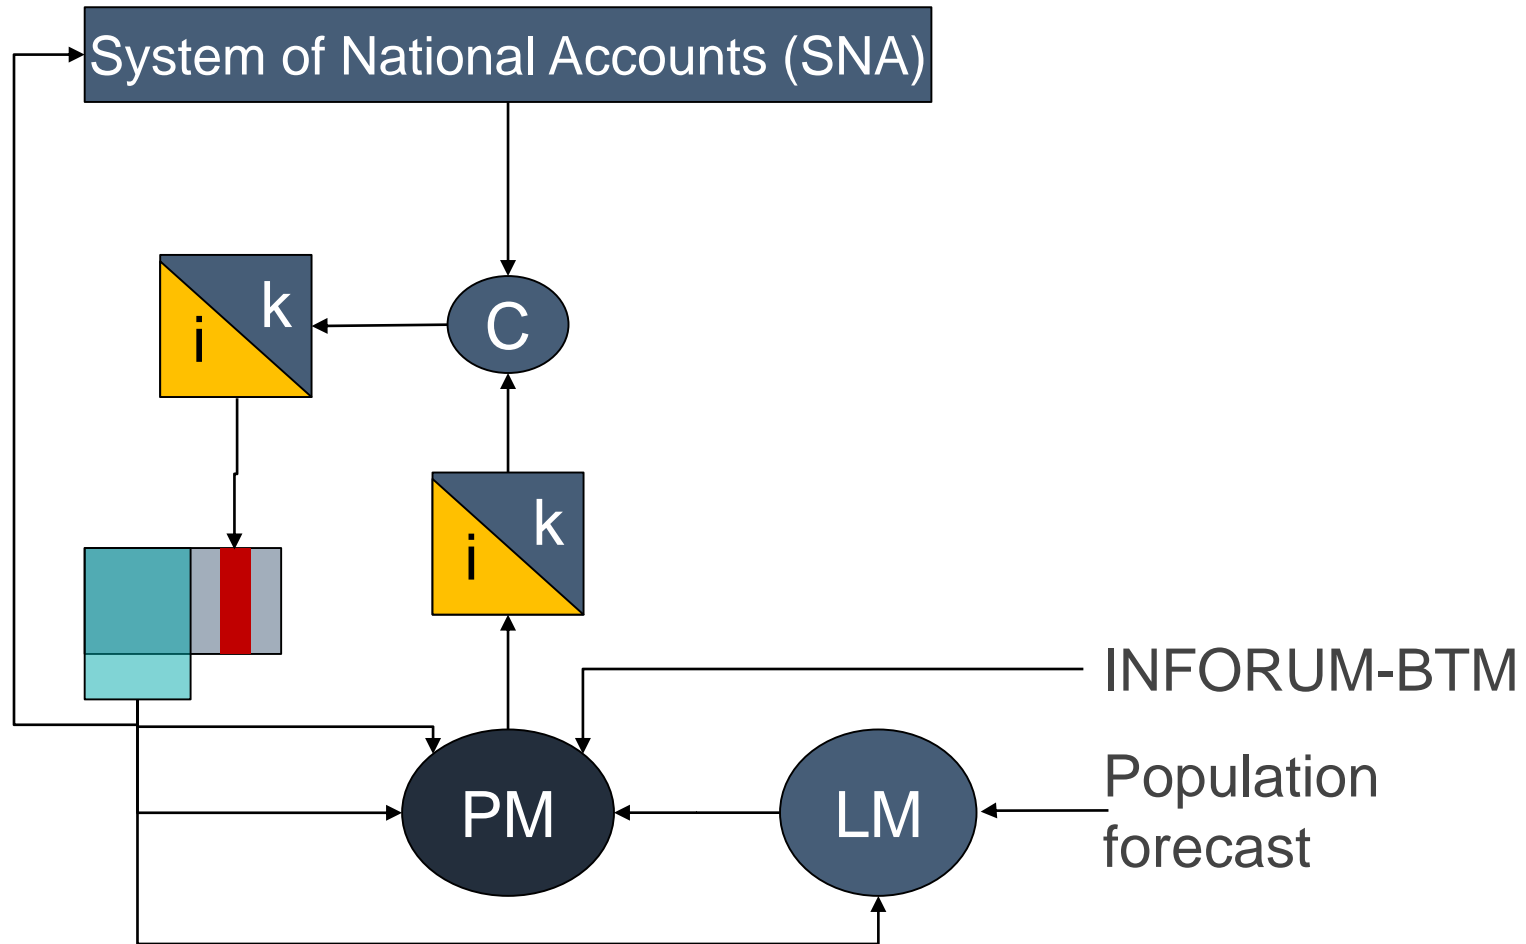 System of National Accounts (SNA)
k
i
C
k
i
INFORUM-BTM
PM
LM
Population
forecast